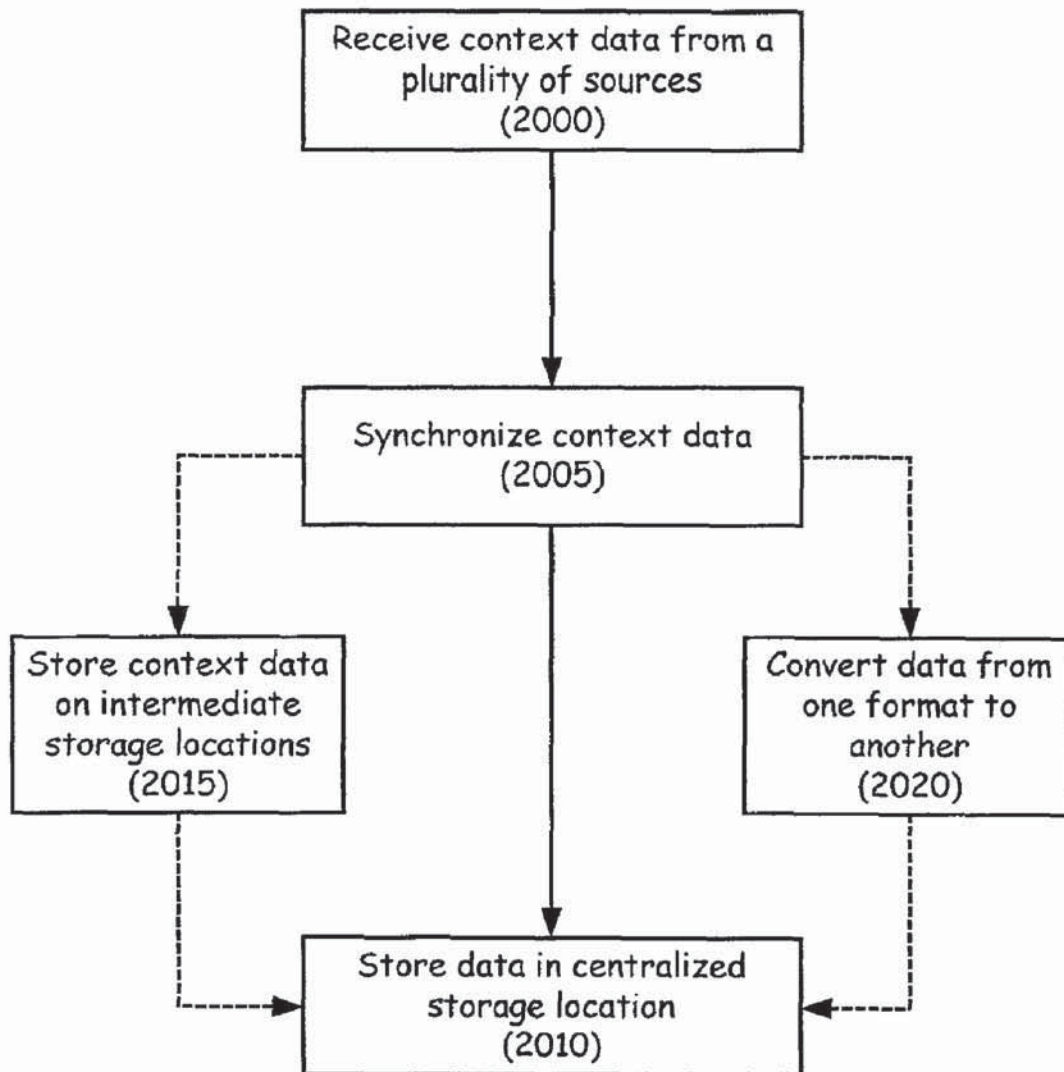 Receive context data from a
plurality of sources
(2000)
Synchronize context data
(2005)
Store context data
on intermediate
storage locations
(2015)
Convert data from
one format to
another
(2020)
Store data in centralized
storage location
(2010)